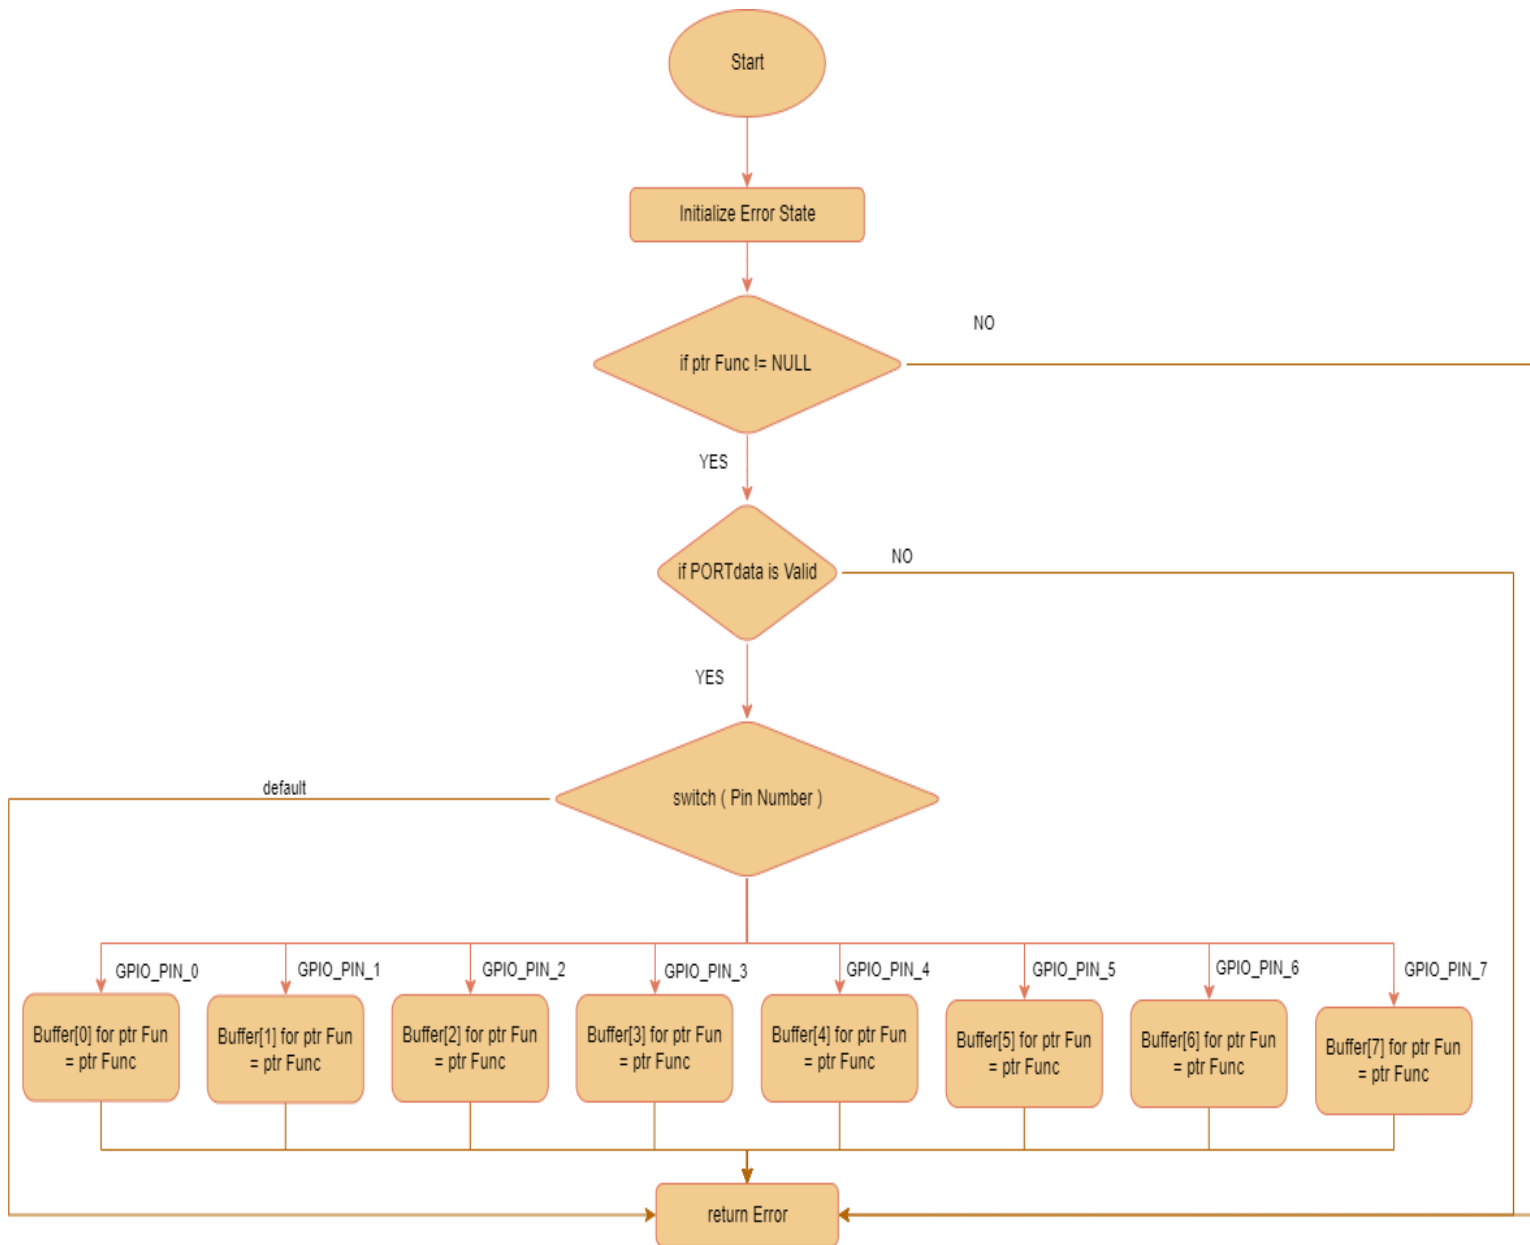 Start
Initialize Error State
NO
if ptr Func != NULL
YES
NO
if PORTdata is Valid
YES
default
switch ( Pin Number )
GPIO_PIN_0
GPIO_PIN_1
GPIO_PIN_2
GPIO_PIN_3
GPIO_PIN_4
GPIO_PIN_5
GPIO_PIN_6
GPIO_PIN_7
Buffer[0] for ptr Fun
= ptr Func
Buffer[1] for ptr Fun
= ptr Func
Buffer[2] for ptr Fun
= ptr Func
Buffer[3] for ptr Fun
= ptr Func
Buffer[4] for ptr Fun
= ptr Func
Buffer[5] for ptr Fun
= ptr Func
Buffer[6] for ptr Fun
= ptr Func
Buffer[7] for ptr Fun
= ptr Func
return Error